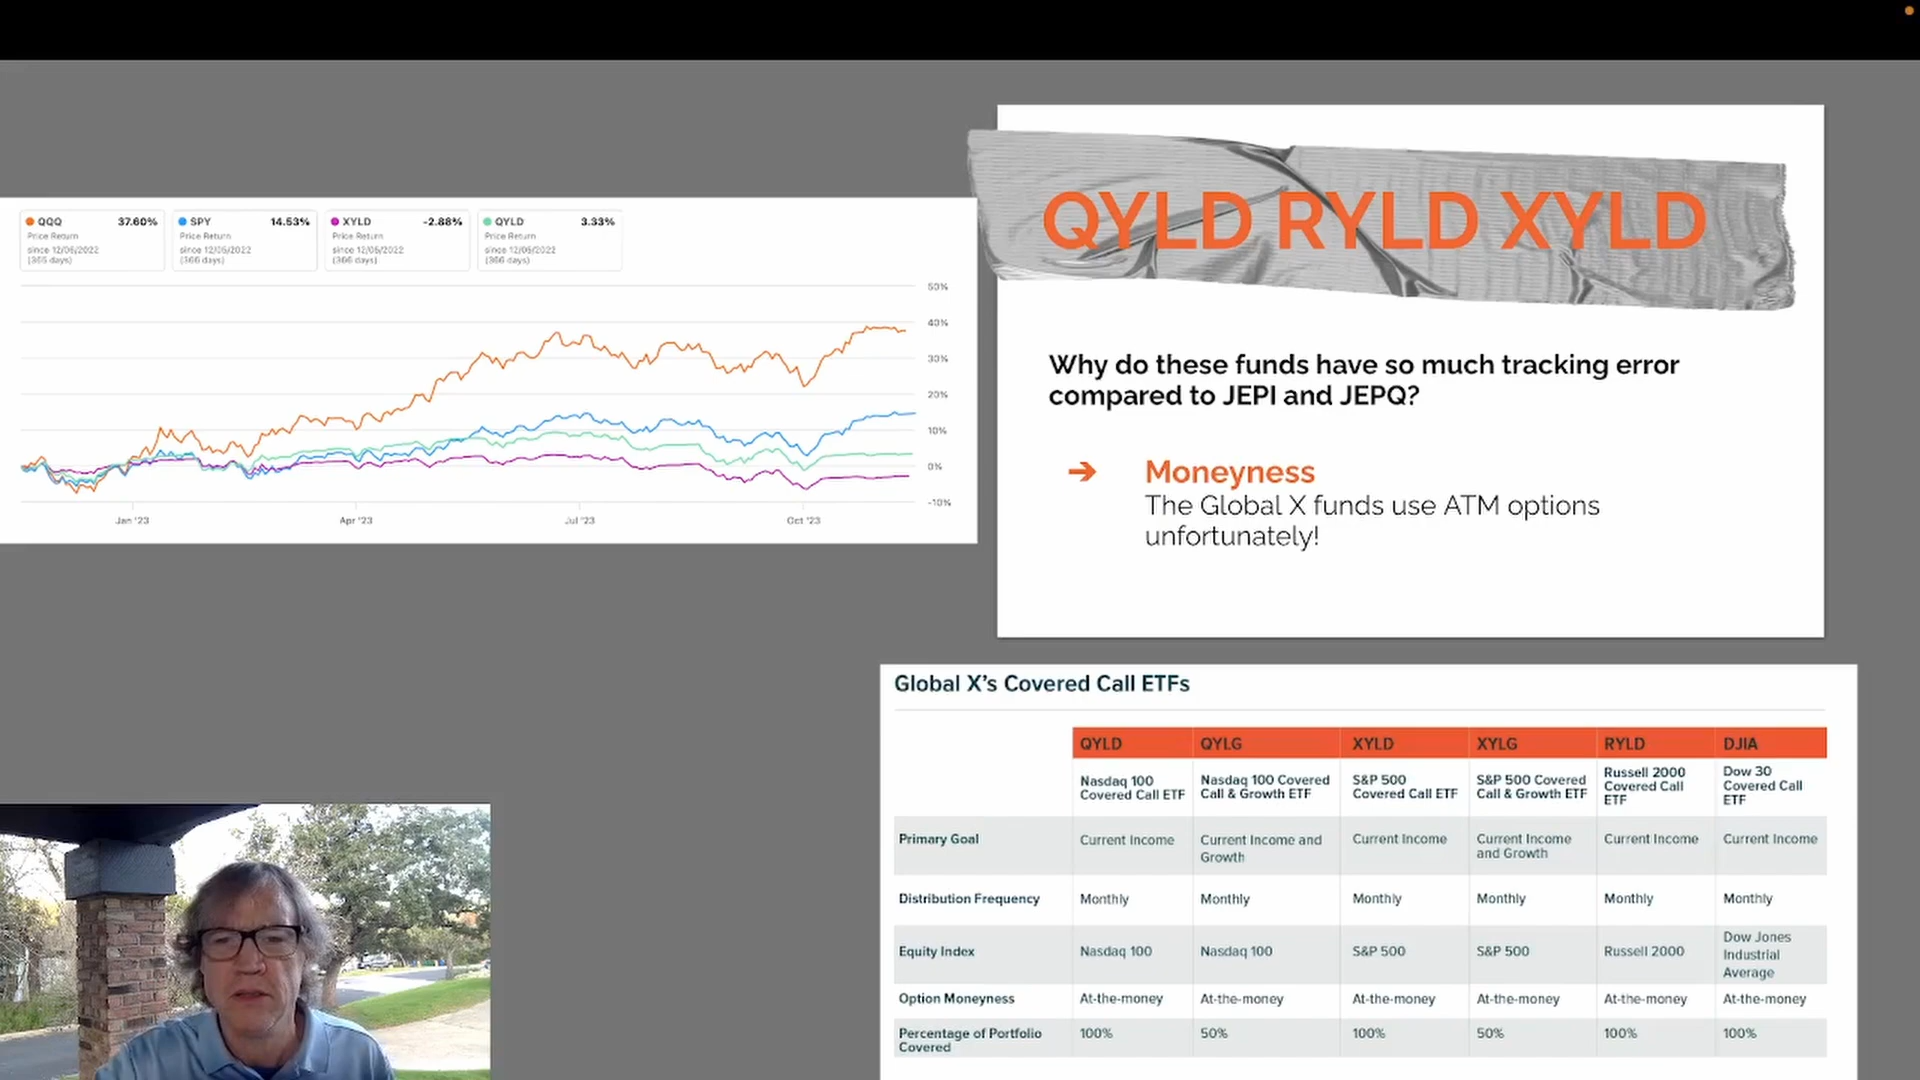 QQQ 37.60% SPY 14.53% XYLD -2.88% QYLD 3.33%
Price Return Price Return Price Return Price Return
since 12/06/2022 since 12/05/2022 since 12/05/2022 since 12/05/2022
(365 days) (366 days) (366 days) (366 days)
50%
40%
30%
20%
10%
0%
-10%
Jan '23 Apr '23 Jul '23 Oct '23
QYLD RYLD XYLD
Why do these funds have so much tracking error
compared to JEPI and JEPQ?
➔ Moneyness
The Global X funds use ATM options
unfortunately!
Global X's Covered Call ETFs
QYLD QYLG XYLD XYLG RYLD DJIA
Nasdaq 100 Nasdaq 100 Covered S&P 500 S&P 500 Covered Russell 2000 Dow 30
Covered Call ETF Call & Growth ETF Covered Call ETF Call & Growth ETF Covered Call Covered Call
ETF ETF
Primary Goal Current Income Current Income and Current Income Current Income Current Income Current Income
Growth and Growth
Distribution Frequency Monthly Monthly Monthly Monthly Monthly Monthly
Equity Index Nasdaq 100 Nasdaq 100 S&P 500 S&P 500 Russell 2000 Dow Jones
Industrial
Average
Option Moneyness At-the-money At-the-money At-the-money At-the-money At-the-money At-the-money
Percentage of Portfolio 100% 50% 100% 50% 100% 100%
Covered